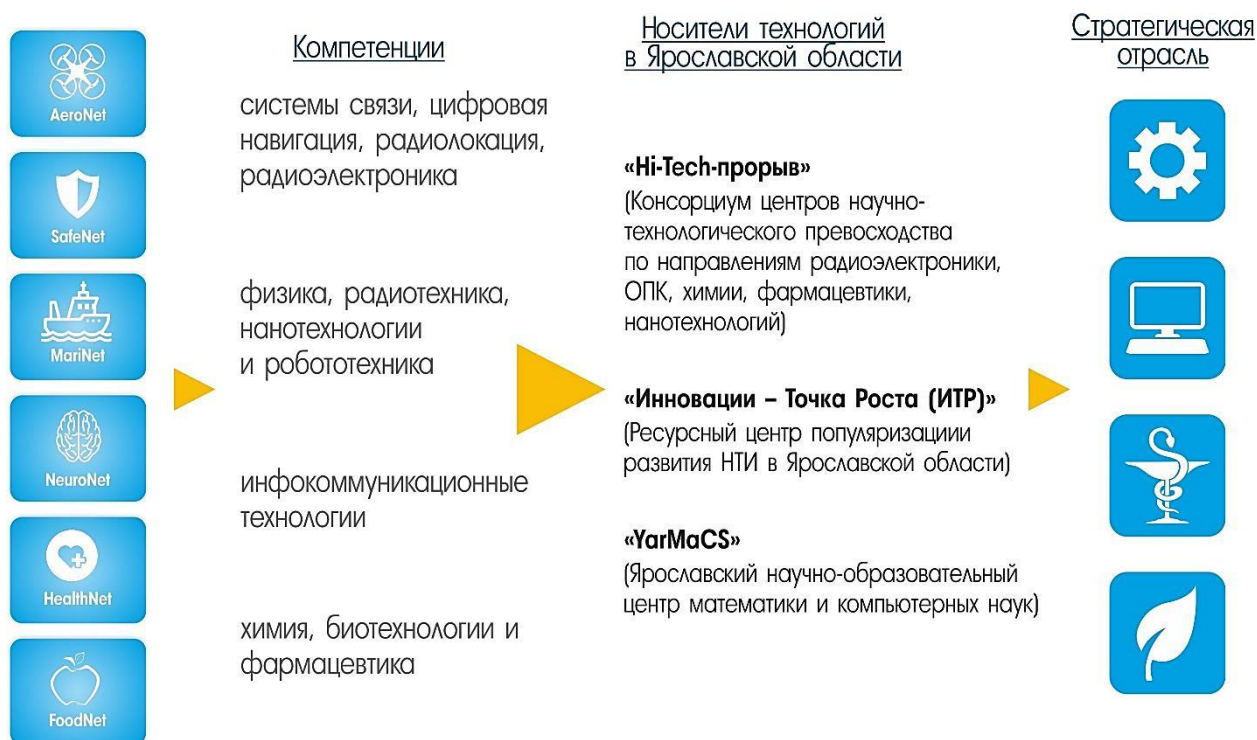 AeroNet
SafeNet
MariNet
NeuroNet
HealthNet
FoodNet
Компетенции
системы связи, цифровая
навигация, радиолокация,
радиоэлектроника
физика, радиотехника,
нанотехнологии
и робототехника
инфокоммуникационные
технологии
химия, биотехнологии и
фармацевтика
Носители технологий
в Ярославской области
«Hi-Tech-прорыв»
(Консорциум центров научно-
технологического превосходства
по направлениям радиоэлектроники,
ОПК, химии, фармацевтики,
нанотехнологий)
«Инновации – Точка Роста (ИТР)»
(Ресурсный центр популяризациии
развития НТИ в Ярославской области)
«YarMaCS»
(Ярославский научно-образовательный
центр математики и компьютерных наук)
Стратегическая
отрасль